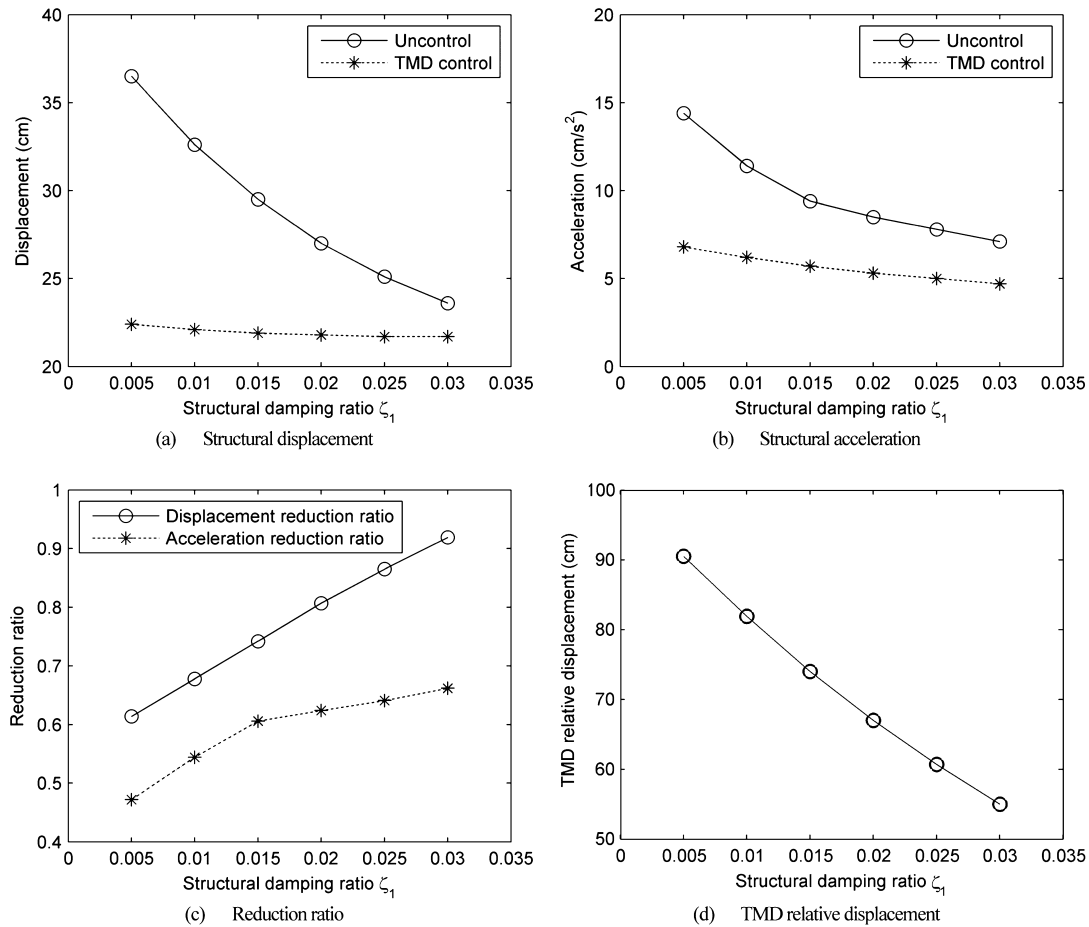 40
35
30
25
20
Displacement (cm)
Uncontrol
TMD control
0 0.005 0.01 0.015 0.02 0.025 0.03 0.035
Structural damping ratio ζ1
(a) Structural displacement
20
15
10
5
0
Acceleration (cm/s2)
Uncontrol
TMD control
0 0.005 0.01 0.015 0.02 0.025 0.03 0.035
Structural damping ratio ζ1
(b) Structural acceleration
1
0.9
0.8
0.7
0.6
0.5
0.4
Reduction ratio
Displacement reduction ratio
Acceleration reduction ratio
0 0.005 0.01 0.015 0.02 0.025 0.03 0.035
Structural damping ratio ζ1
(c) Reduction ratio
100
90
80
70
60
50
TMD relative displacement (cm)
0 0.005 0.01 0.015 0.02 0.025 0.03 0.035
Structural damping ratio ζ1
(d) TMD relative displacement